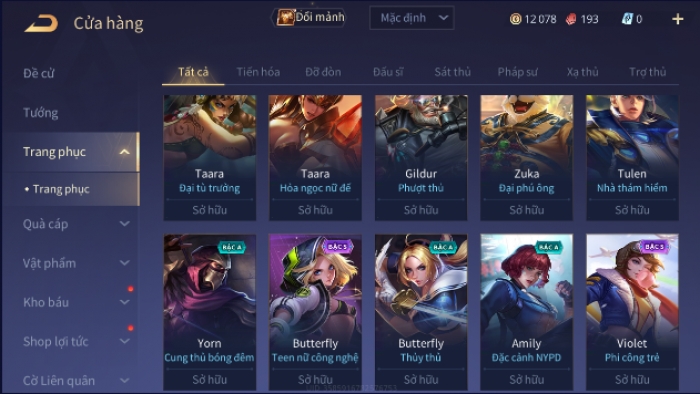 Cửa hàng
Đổi mảnh
Mặc định
12 078
193
0
Đề cử
Tướng
Trang phục
• Trang phục
Quà cáp
Vật phẩm
Kho báu
Shop lợi tức
Cờ Liên quân
Tất cả
Tiến hóa
Đỡ đòn
Đấu sĩ
Sát thủ
Pháp sư
Xạ thủ
Trợ thủ
Taara
Đại tù trưởng
Sở hữu
Taara
Hỏa ngọc nữ đế
Sở hữu
Gildur
Phượt thủ
Sở hữu
Zuka
Đại phú ông
Sở hữu
Tulen
Nhà thám hiểm
Sở hữu
BẬC A
Yorn
Cung thủ bóng đêm
Sở hữu
BẬC S
Butterfly
Teen nữ công nghệ
Sở hữu
BẬC A
Butterfly
Thủy thủ
Sở hữu
BẬC A
Amily
Đặc cảnh NYPD
Sở hữu
BẬC S
Violet
Phi công trẻ
Sở hữu